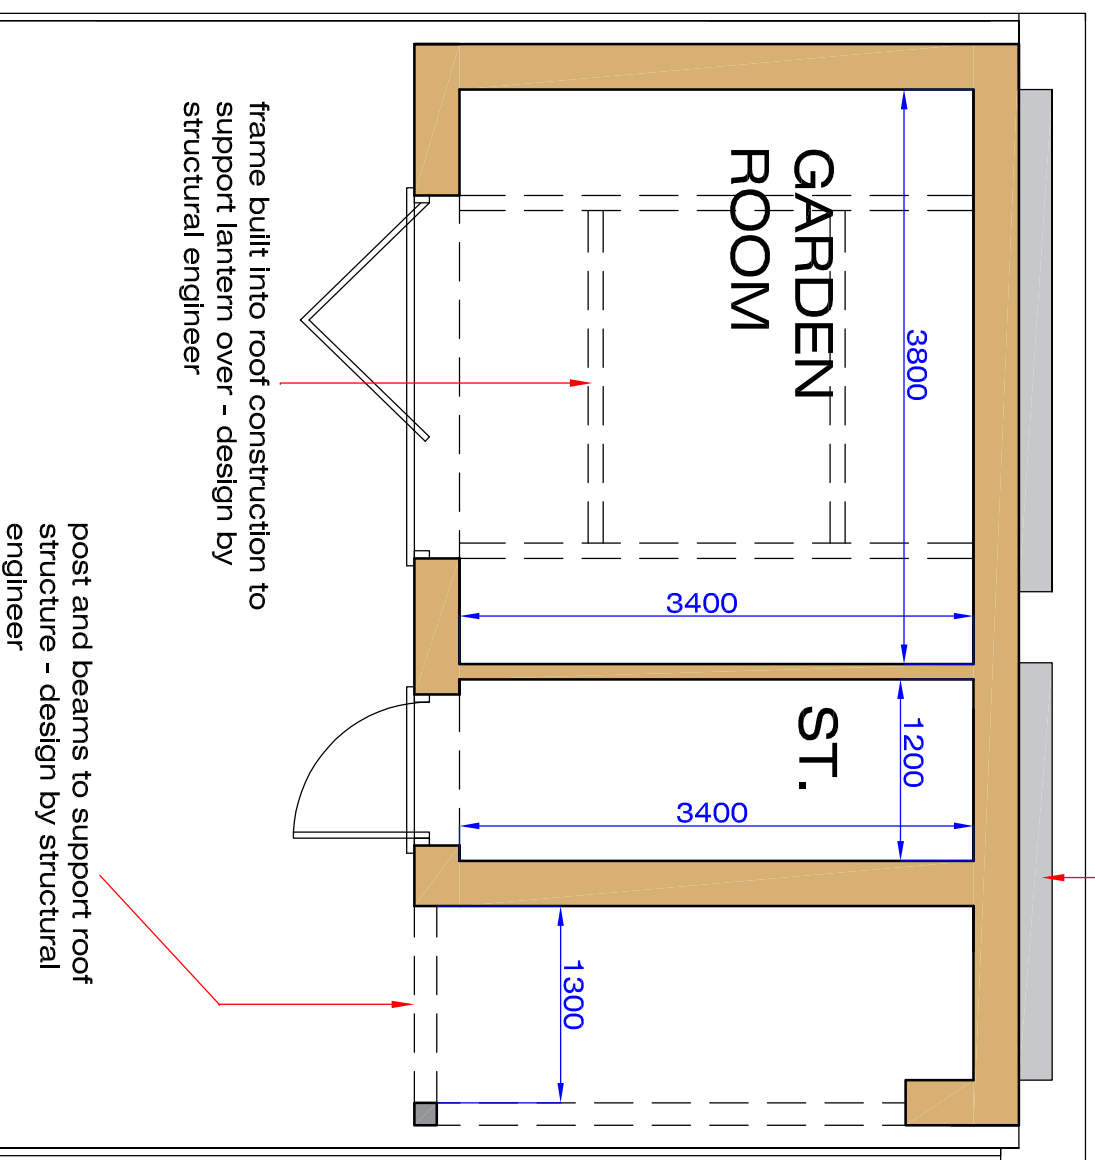 GARDEN
ROOM
3800
3400
ST.
1200
3400
1300
frame built into roof construction to
support lantern over - design by
structural engineer
post and beams to support roof
structure - design by structural
engineer